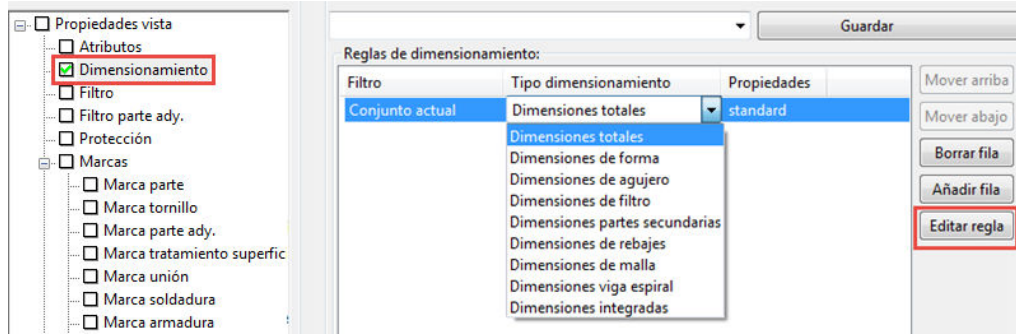 Propiedades vista
Atributos
Dimensionamiento
Filtro
Filtro parte ady.
Protección
Marcas
Marca parte
Marca tornillo
Marca parte ady.
Marca tratamiento superfic
Marca unión
Marca soldadura
Marca armadura
Guardar
Reglas de dimensionamiento:
Filtro Tipo dimensionamiento Propiedades
Conjunto actual Dimensiones totales standard
Dimensiones totales
Dimensiones de forma
Dimensiones de agujero
Dimensiones de filtro
Dimensiones partes secundarias
Dimensiones de rebajes
Dimensiones de malla
Dimensiones viga espiral
Dimensiones integradas
Mover arriba
Mover abajo
Borrar fila
Añadir fila
Editar regla